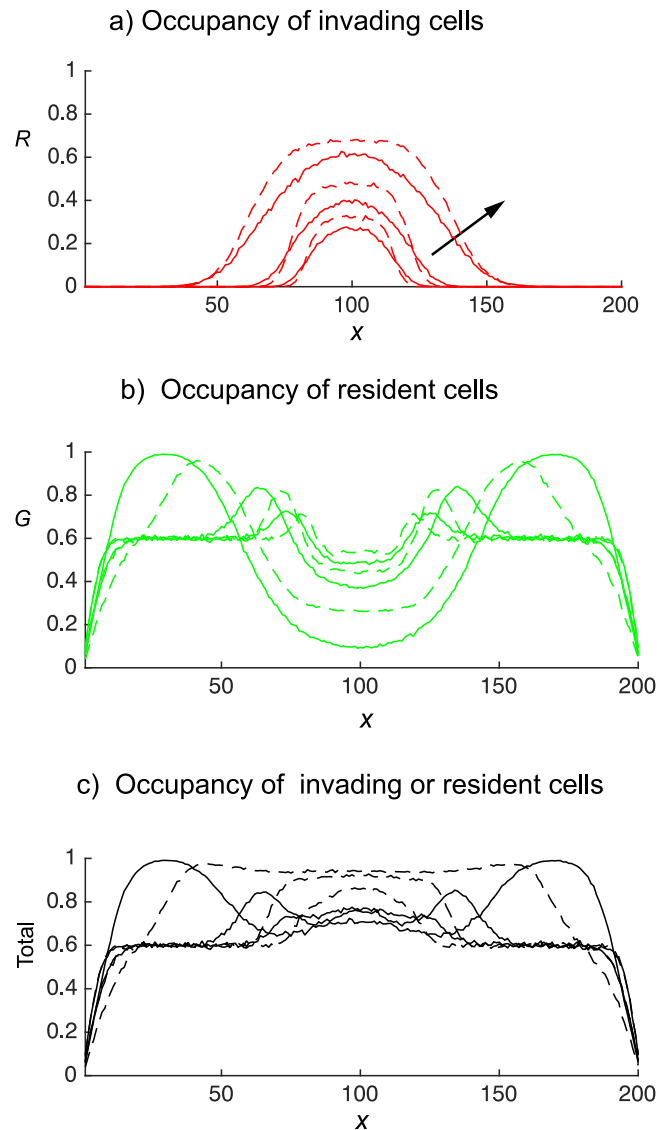 a) Occupancy of invading cells
1
0.8
R
0.6
0.4
0.2
0
50 100 150 200
x
b) Occupancy of resident cells
1
0.8
G
0.6
0.4
0.2
0
50 100 150 200
x
c) Occupancy of invading or resident cells
1
0.8
Total
0.6
0.4
0.2
0
50 100 150 200
x